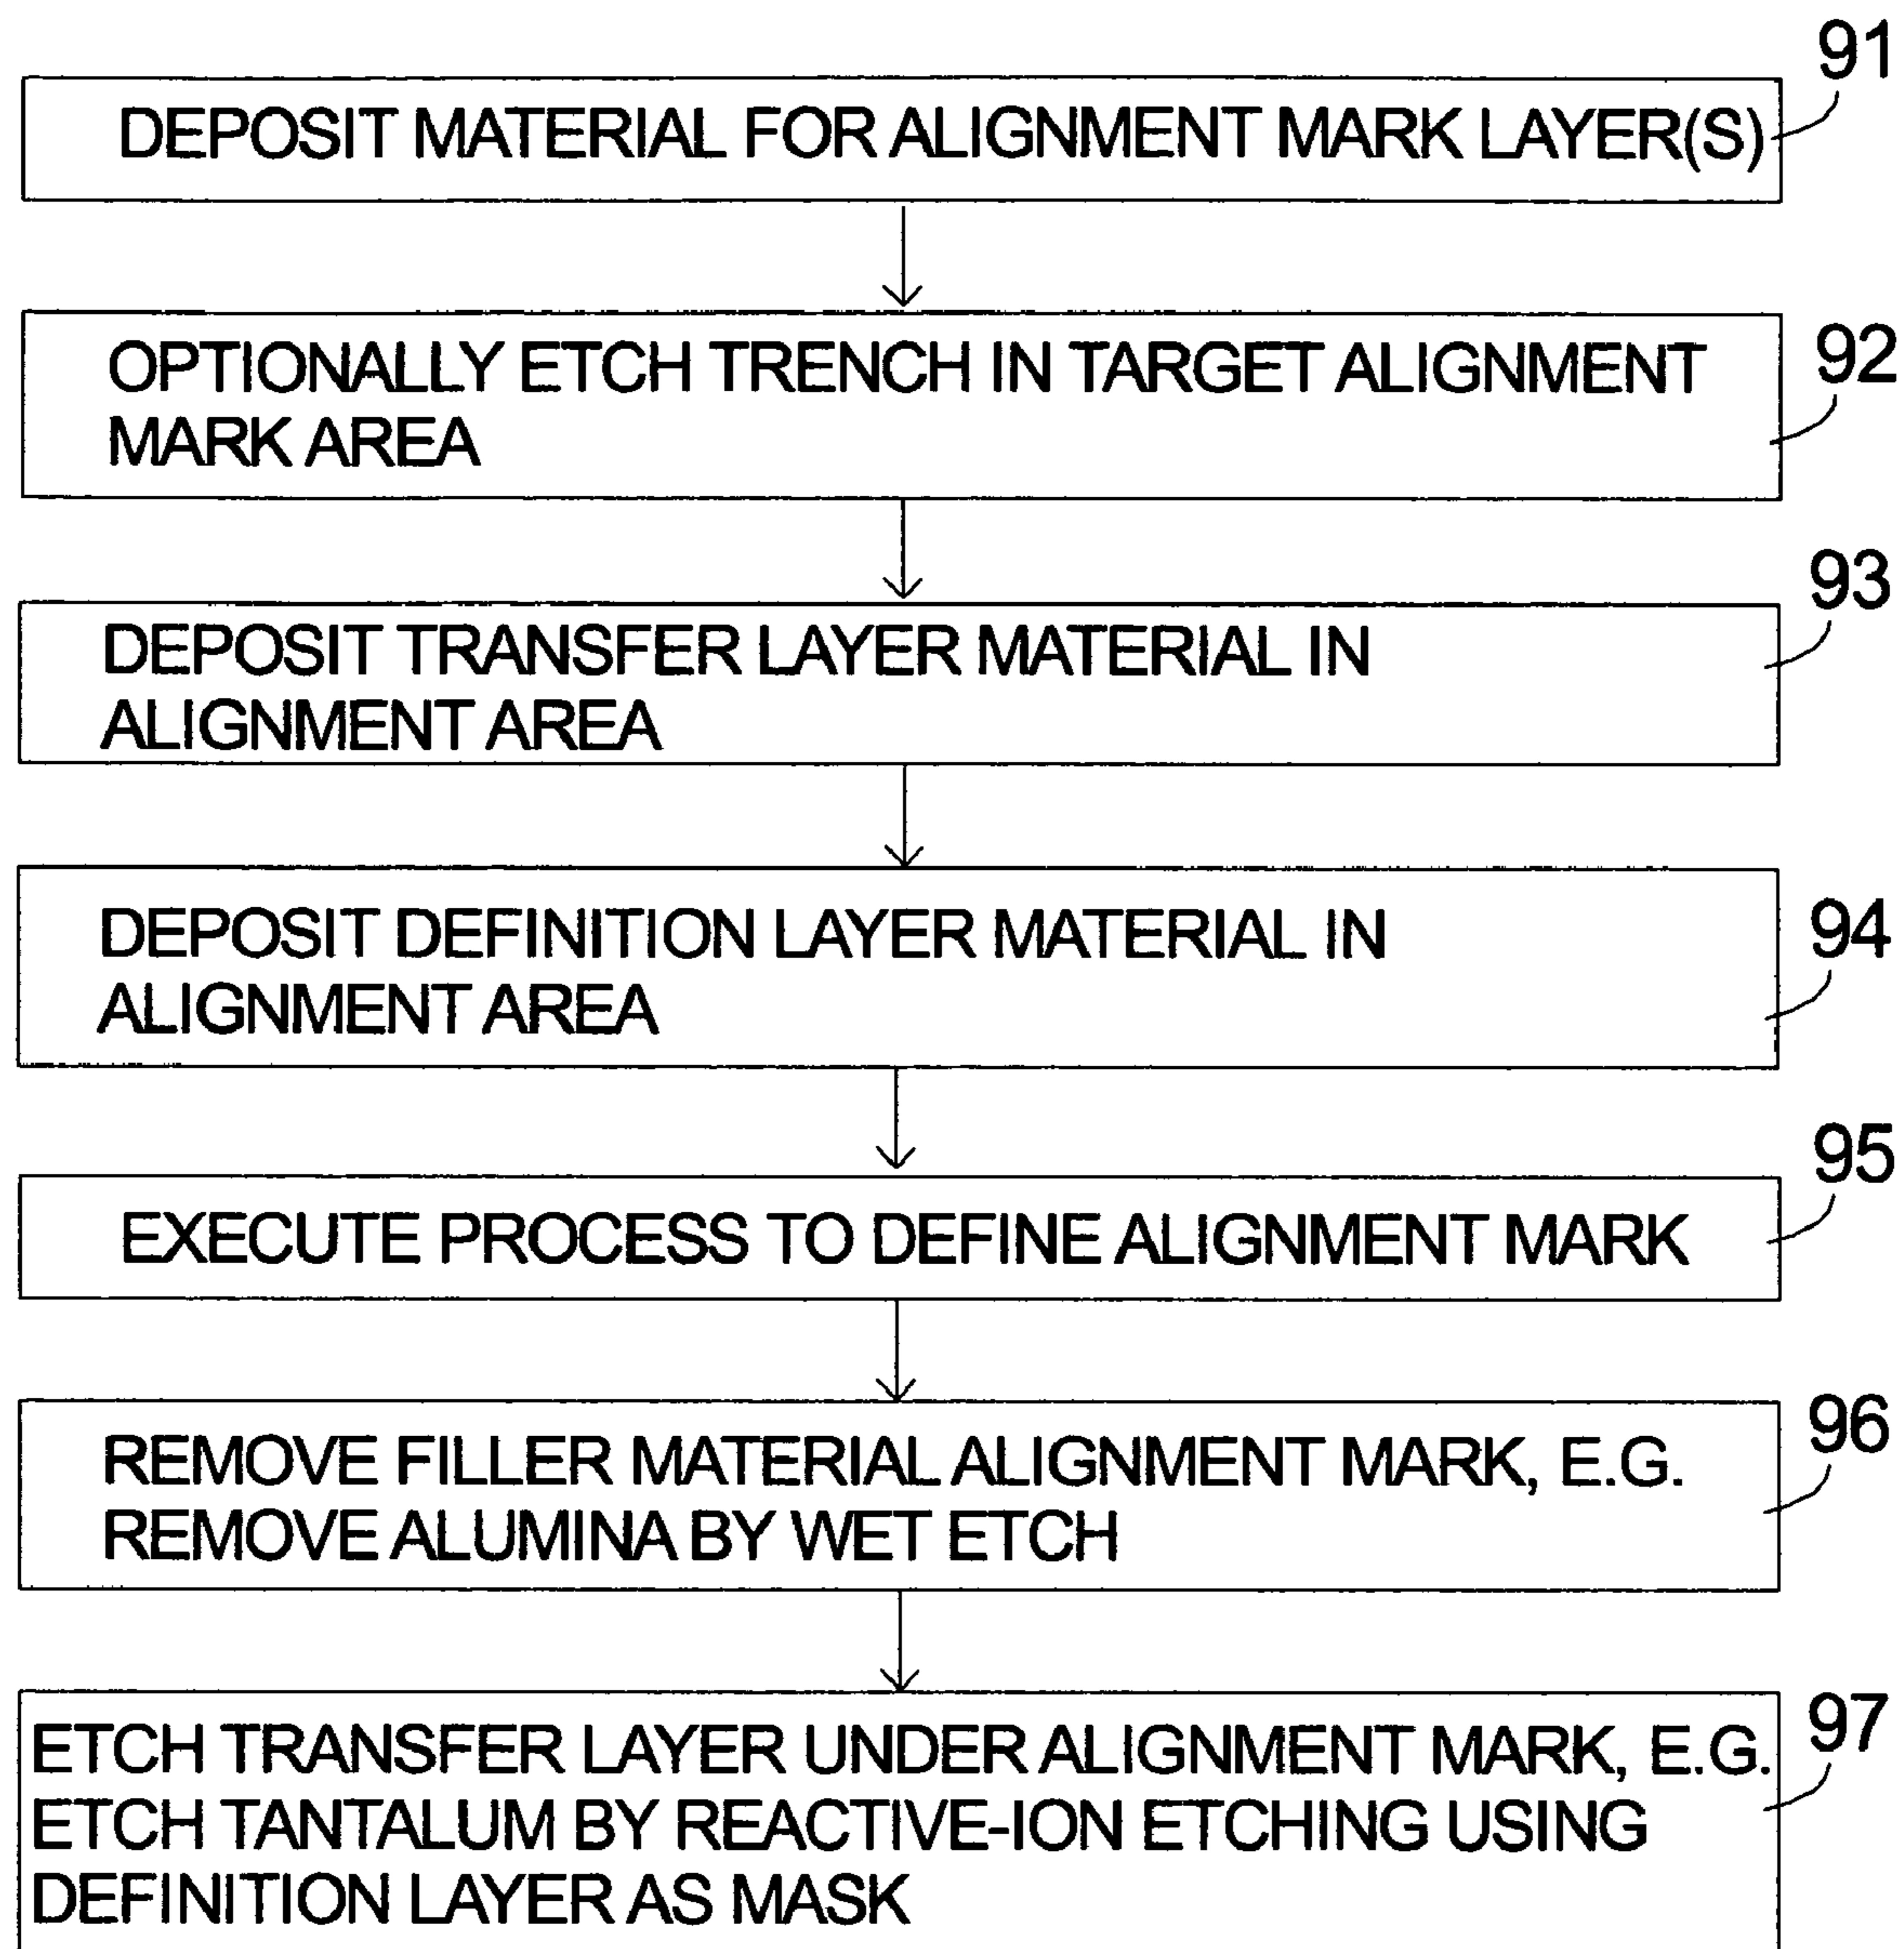 91
DEPOSIT MATERIAL FOR ALIGNMENT MARK LAYER(S)
92
OPTIONALLY ETCH TRENCH IN TARGET ALIGNMENT
MARK AREA
93
DEPOSIT TRANSFER LAYER MATERIAL IN
ALIGNMENT AREA
94
DEPOSIT DEFINITION LAYER MATERIAL IN
ALIGNMENT AREA
95
EXECUTE PROCESS TO DEFINE ALIGNMENT MARK
96
REMOVE FILLER MATERIAL ALIGNMENT MARK, E.G.
REMOVE ALUMINA BY WET ETCH
97
ETCH TRANSFER LAYER UNDER ALIGNMENT MARK, E.G.
ETCH TANTALUM BY REACTIVE-ION ETCHING USING
DEFINITION LAYER AS MASK